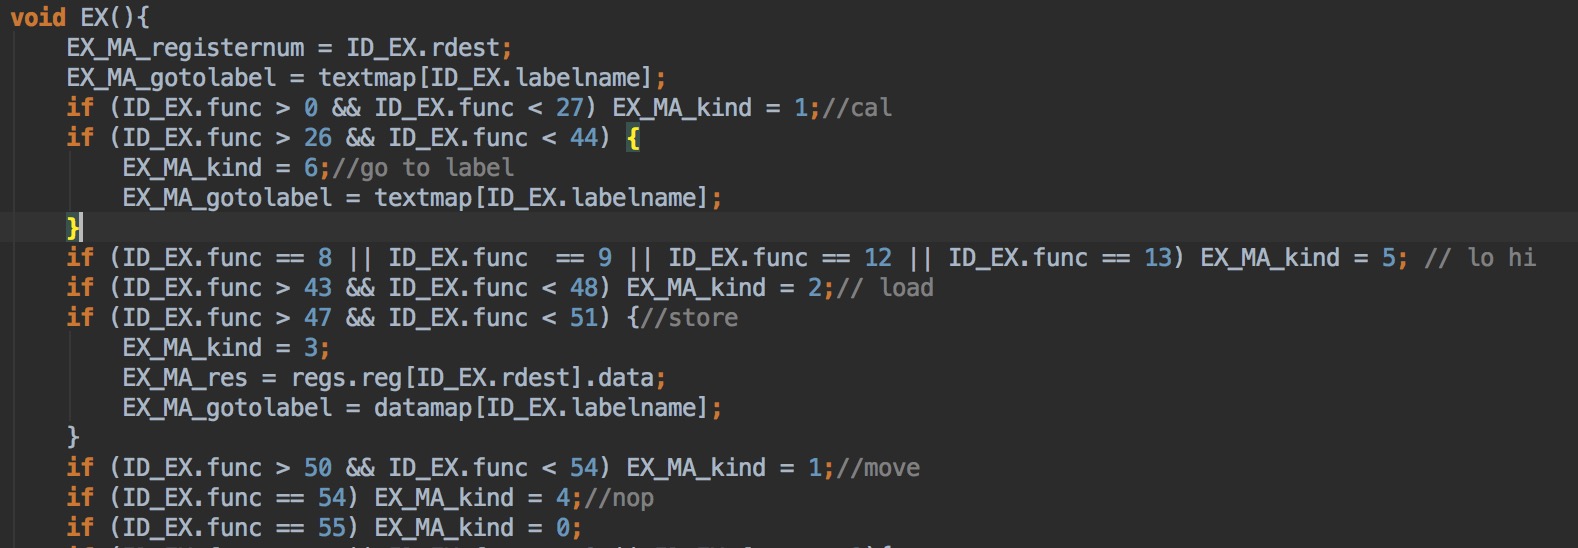 void EX(){
    EX_MA_registernum = ID_EX.rdest;
    EX_MA_gotolabel = textmap[ID_EX.labelname];
    if (ID_EX.func > 0 && ID_EX.func < 27) EX_MA_kind = 1;//cal
    if (ID_EX.func > 26 && ID_EX.func < 44) {
        EX_MA_kind = 6;//go to label
        EX_MA_gotolabel = textmap[ID_EX.labelname];
    }
    if (ID_EX.func == 8 || ID_EX.func  == 9 || ID_EX.func == 12 || ID_EX.func == 13) EX_MA_kind = 5; // lo hi
    if (ID_EX.func > 43 && ID_EX.func < 48) EX_MA_kind = 2;// load
    if (ID_EX.func > 47 && ID_EX.func < 51) {//store
        EX_MA_kind = 3;
        EX_MA_res = regs.reg[ID_EX.rdest].data;
        EX_MA_gotolabel = datamap[ID_EX.labelname];
    }
    if (ID_EX.func > 50 && ID_EX.func < 54) EX_MA_kind = 1;//move
    if (ID_EX.func == 54) EX_MA_kind = 4;//nop
    if (ID_EX.func == 55) EX_MA_kind = 0;